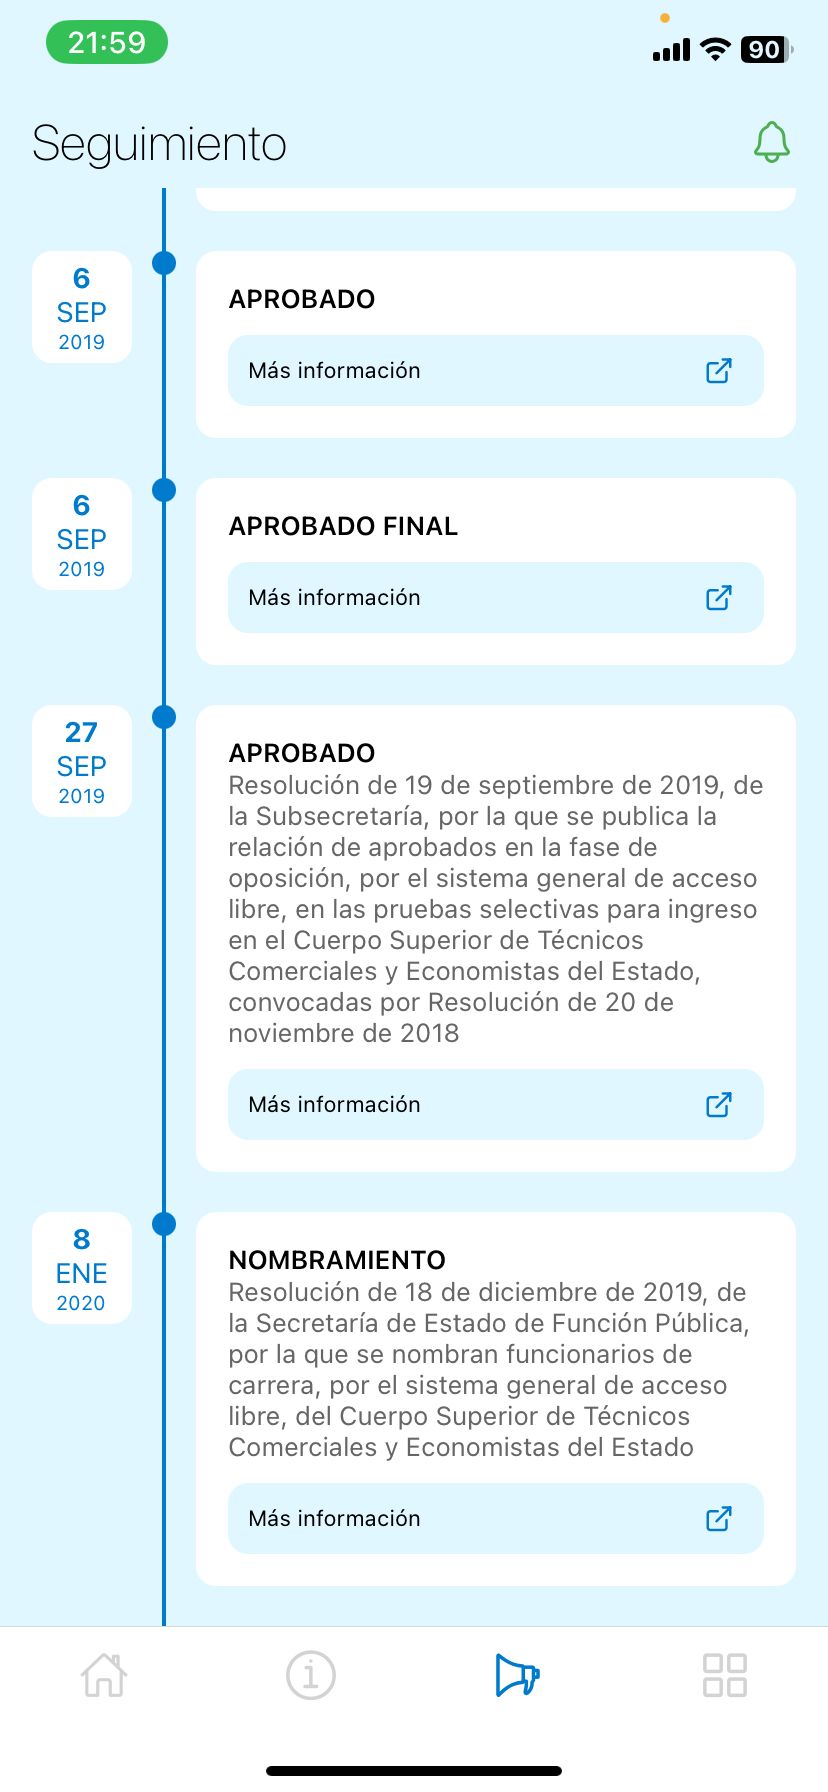 21:59
90
Seguimiento
6
SEP
2019
APROBADO
Más información
6
SEP
2019
APROBADO FINAL
Más información
27
SEP
2019
APROBADO
Resolución de 19 de septiembre de 2019, de
la Subsecretaría, por la que se publica la
relación de aprobados en la fase de
oposición, por el sistema general de acceso
libre, en las pruebas selectivas para ingreso
en el Cuerpo Superior de Técnicos
Comerciales y Economistas del Estado,
convocadas por Resolución de 20 de
noviembre de 2018
Más información
8
ENE
2020
NOMBRAMIENTO
Resolución de 18 de diciembre de 2019, de
la Secretaría de Estado de Función Pública,
por la que se nombran funcionarios de
carrera, por el sistema general de acceso
libre, del Cuerpo Superior de Técnicos
Comerciales y Economistas del Estado
Más información